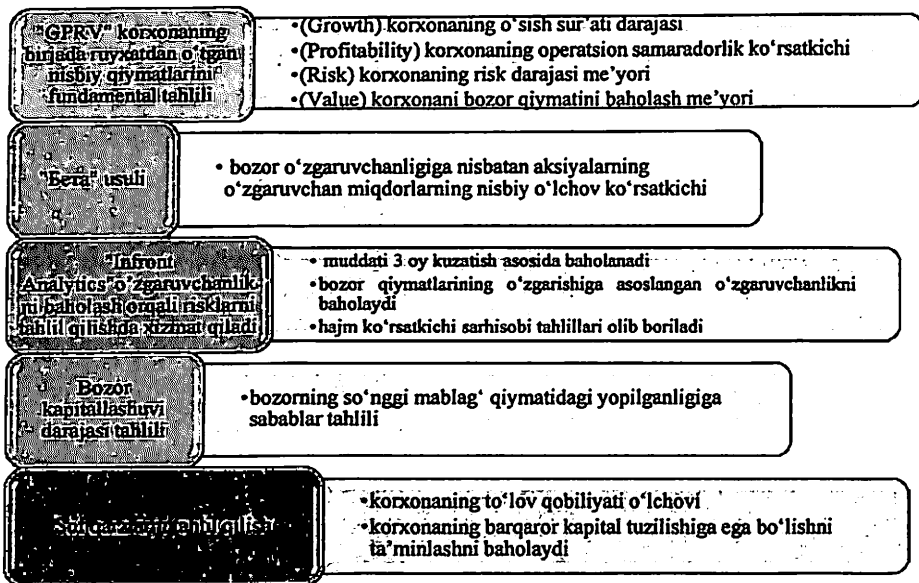 "GPRV" korxonaning
birjada ruyxatdan o‘tgan
nisbiy qiymatlarini
fundamental tahlili
•(Growth) korxonaning o‘sish sur’ati darajasi
•(Profitability) korxonaning operatsion samaradorlik ko‘rsatkichi
•(Risk) korxonaning risk darajasi me’yori
•(Value) korxonani bozor qiymatini baholash me’yori
"Бета" usuli
• bozor o‘zgaruvchanligiga nisbatan aksiyalarning
o‘zgaruvchan miqdorlarning nisbiy o‘lchov ko‘rsatkichi
"Infront
Analytics" o‘zgaruvchanlik-
ni baholash orqali risklarni
tahlil qilishda xizmat qiladi
• muddati 3 oy kuzatish asosida baholanadi
•bozor qiymatlarining o‘zgarishiga asoslangan o‘zgaruvchanlikni
baholaydi
•hajm ko‘rsatkichi sarhisobi tahlillari olib boriladi
Bozor
kapitallashuvi
darajasi tahlili
•bozorning so‘nggi mablag‘ qiymatidagi yopilganligiga
sabablar tahlili
Sof qarzni tahlil qilish
•korxonaning to‘lov qobiliyati o‘lchovi
•korxonaning barqaror kapital tuzilishiga ega bo‘lishni
ta’minlashni baholaydi